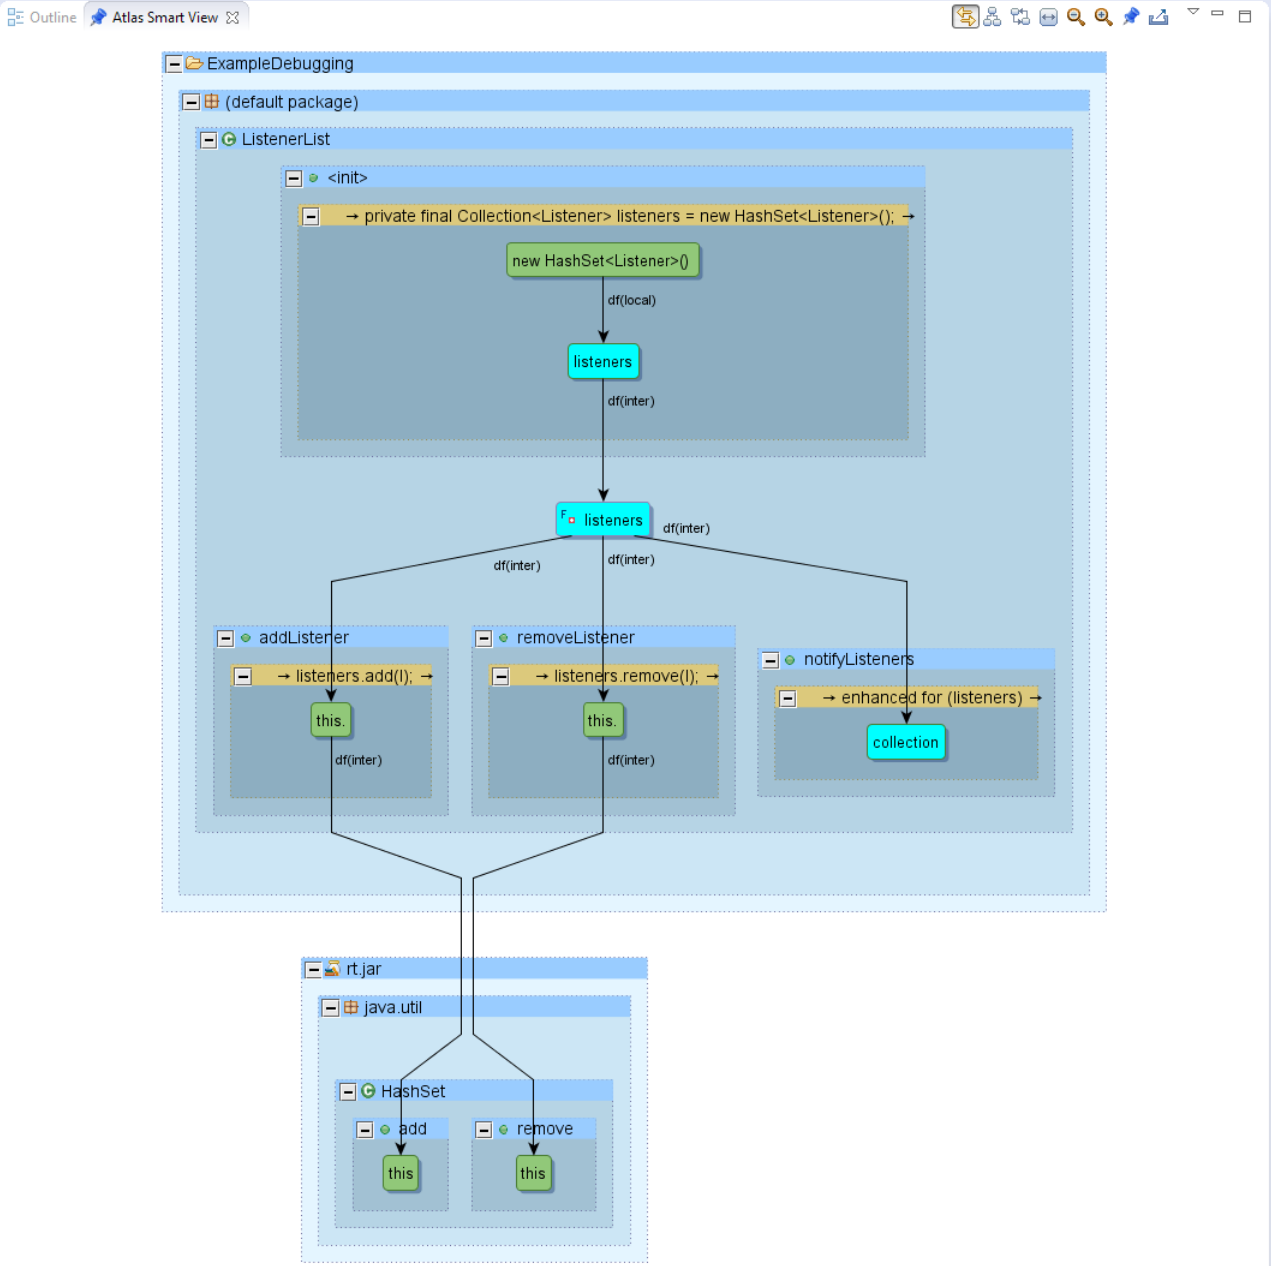 Outline
Atlas Smart View
ExampleDebugging
(default package)
ListenerList
<init>
→ private final Collection<Listener> listeners = new HashSet<Listener>(); →
new HashSet<Listener>()
df(local)
listeners
df(inter)
F listeners
df(inter)
df(inter)
df(inter)
addListener
removeListener
notifyListeners
→ listeners.add(l); →
→ listeners.remove(l); →
→ enhanced for (listeners) →
this.
this.
collection
df(inter)
df(inter)
rt.jar
java.util
HashSet
add
remove
this
this